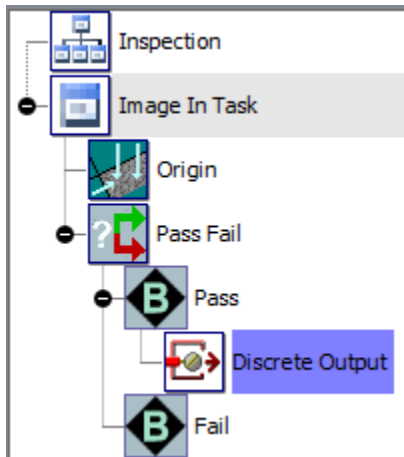 Inspection
Image In Task
Origin
? Pass Fail
B Pass
Discrete Output
B Fail